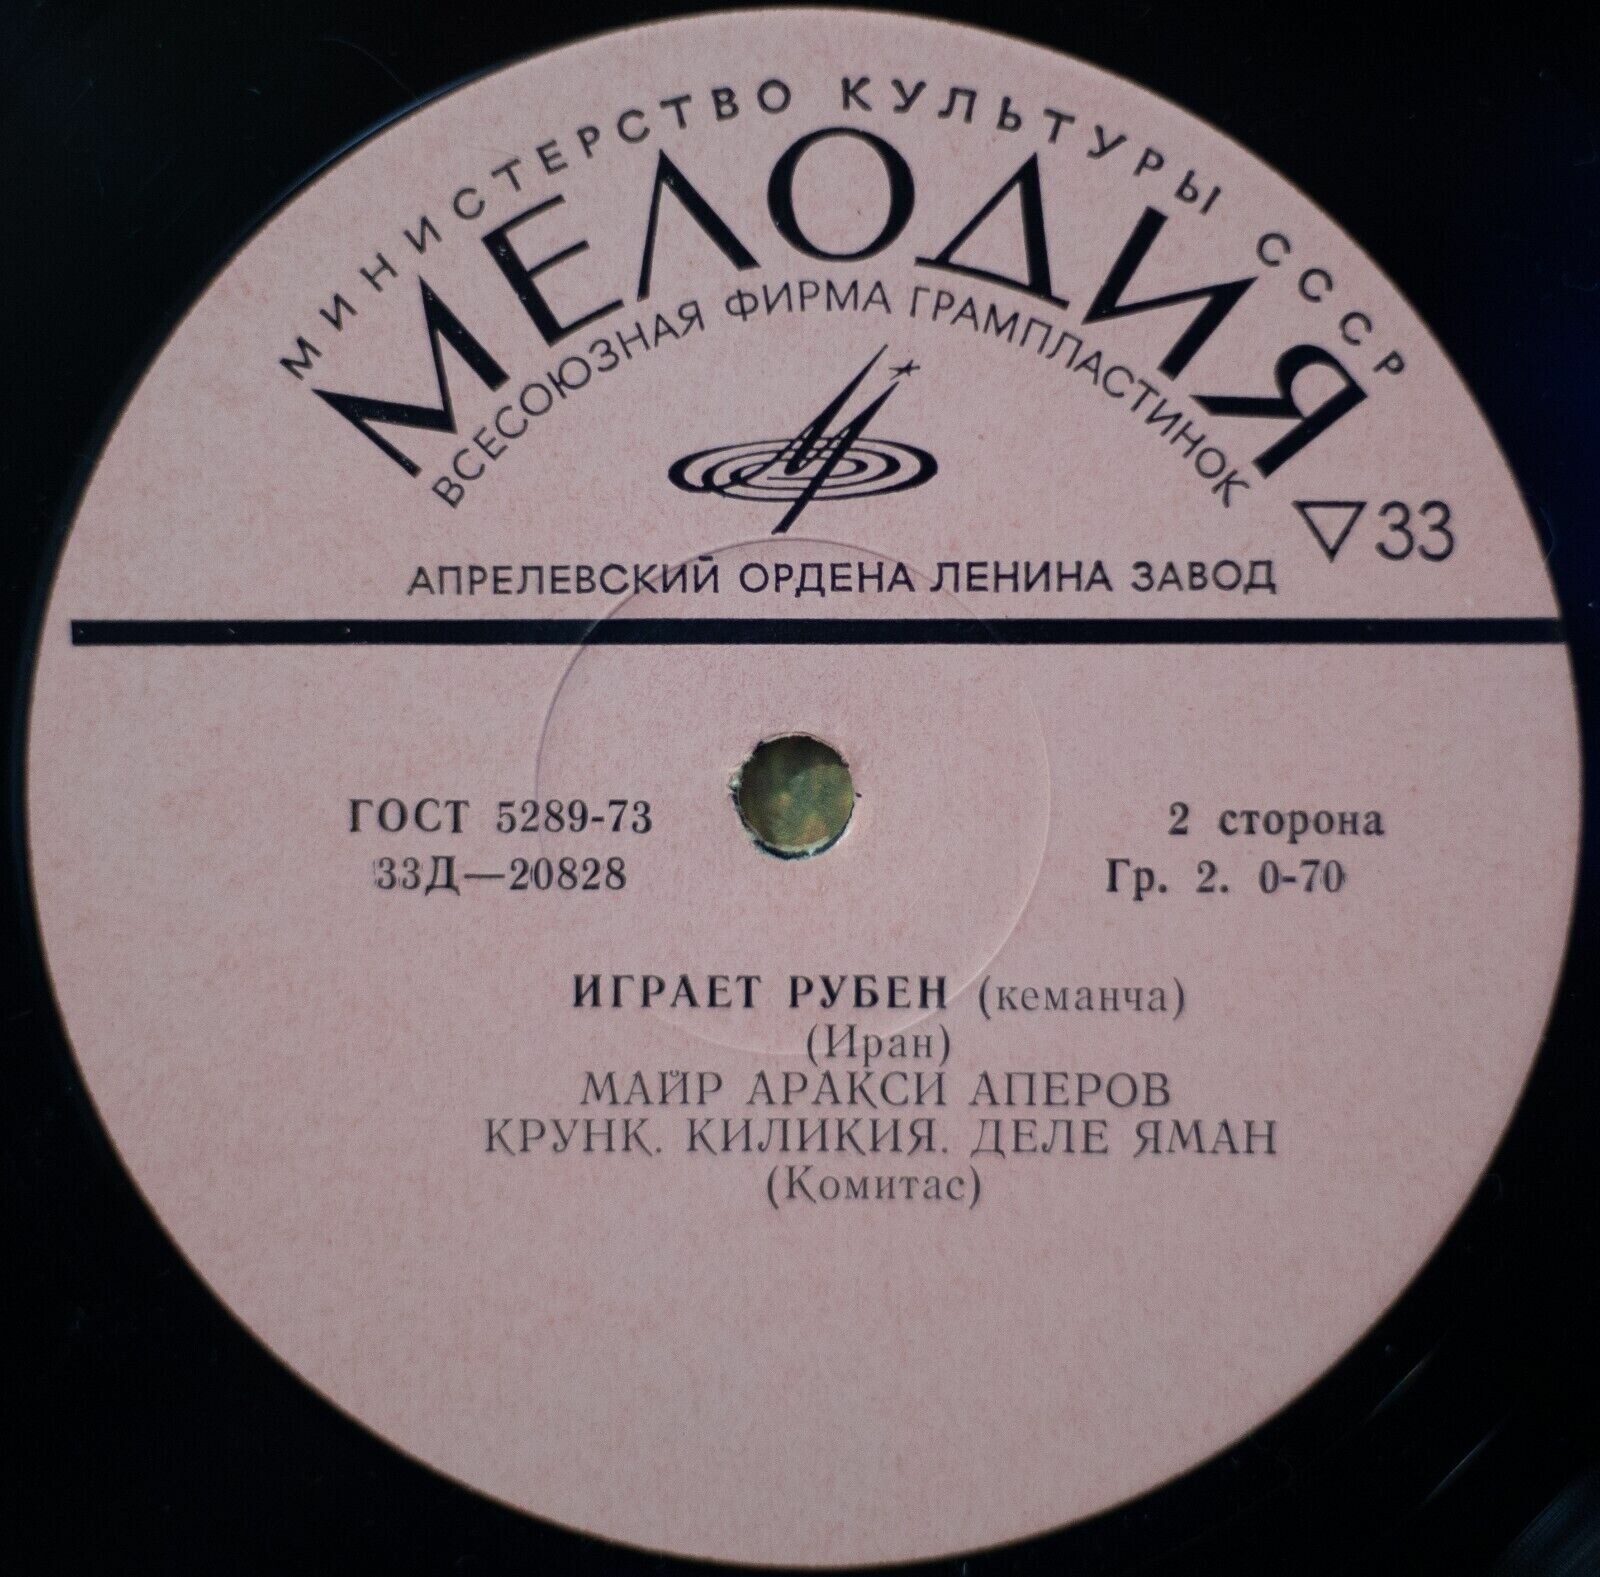 МИНИСТЕРСТВО КУЛЬТУРЫ СССР
МЕЛОДИЯ
ВСЕСОЮЗНАЯ ФИРМА ГРАМПЛАСТИНОК
▽33
АПРЕЛЕВСКИЙ ОРДЕНА ЛЕНИНА ЗАВОД
ГОСТ 5289-73
2 сторона
33Д—20828
Гр. 2. 0-70
ИГРАЕТ РУБЕН (кеманча)
(Иран)
МАЙР АРАКСИ АПЕРОВ
КРУНК. КИЛИКИЯ. ДЕЛЕ ЯМАН
(Комитас)